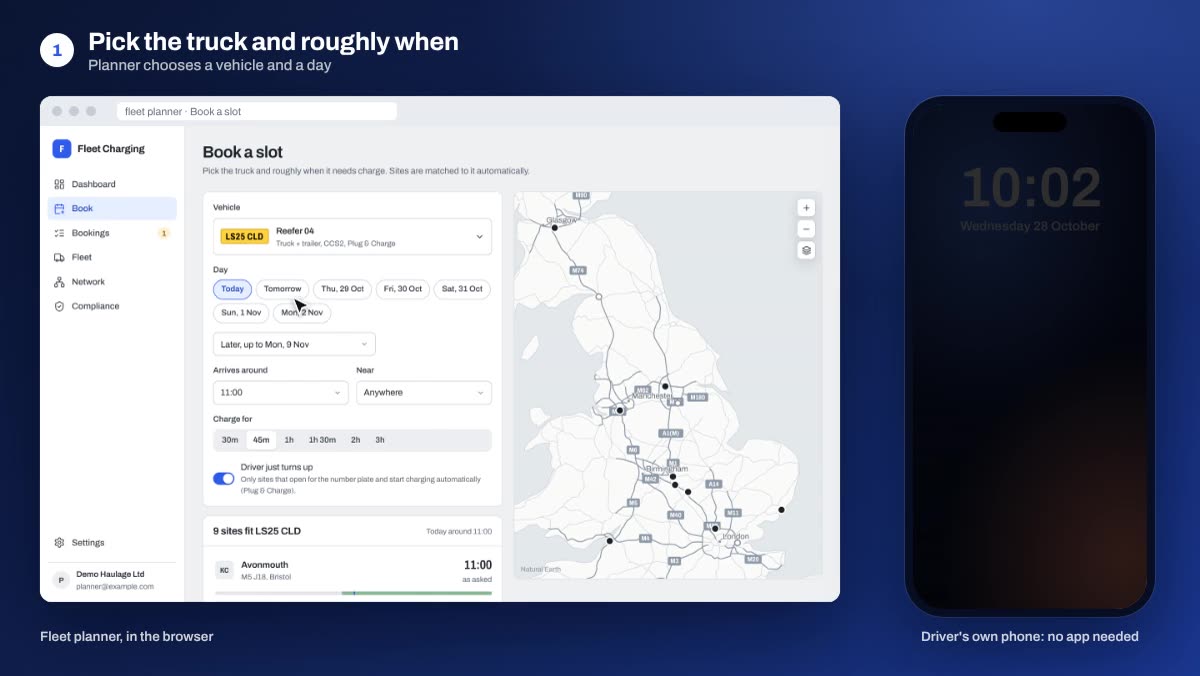 1
Pick the truck and roughly when
Planner chooses a vehicle and a day
fleet planner · Book a slot
F Fleet Charging
Dashboard
Book
Bookings 1
Fleet
Network
Compliance
Settings
P Demo Haulage Ltd
planner@example.com
Book a slot
Pick the truck and roughly when it needs charge. Sites are matched to it automatically.
Vehicle
LS25 CLD
Reefer 04
Truck + trailer, CCS2, Plug & Charge
Day
Today Tomorrow Thu, 29 Oct Fri, 30 Oct Sat, 31 Oct
Sun, 1 Nov Mon, 2 Nov
Later, up to Mon, 9 Nov
Arrives around Near
11:00 Anywhere
Charge for
30m 45m 1h 1h 30m 2h 3h
Driver just turns up
Only sites that open for the number plate and start charging automatically
(Plug & Charge).
9 sites fit LS25 CLD Today around 11:00
KC Avonmouth 11:00
M5 J18, Bristol as asked
M90
Glasgow
M74
M62
Manchester
M180
A1(M)
M6
M1
Birmingham
M42
A14
M5
M40
M11
London
M4
M3
M20
Natural Earth
+
−
10:02
Wednesday 28 October
Fleet planner, in the browser
Driver's own phone: no app needed